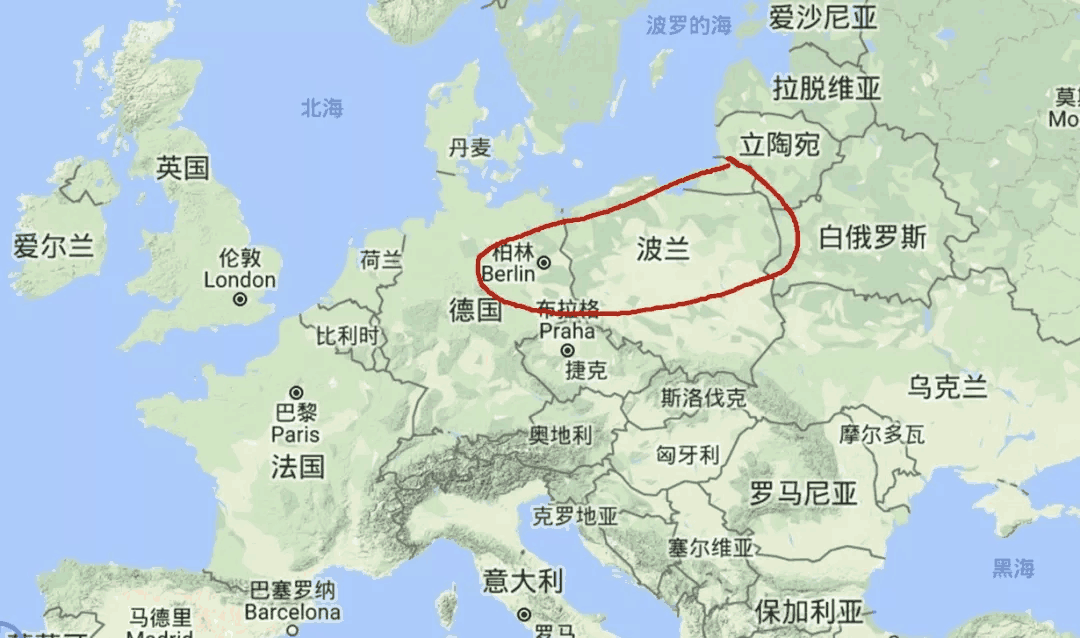 爱沙尼亚
波罗的海
拉脱维亚
北海
Mo
丹麦
立陶宛
英国
爱尔兰
荷兰
柏林
Berlin
波兰
白俄罗斯
伦敦
London
德国
布拉格
Praha
比利时
捷克
乌克兰
巴黎
Paris
斯洛伐克
奥地利
摩尔多瓦
匈牙利
法国
罗马尼亚
克罗地亚
塞尔维亚
黑海
意大利
巴塞罗纳
Barcelona
马德里
Madrid
保加利亚
罗马